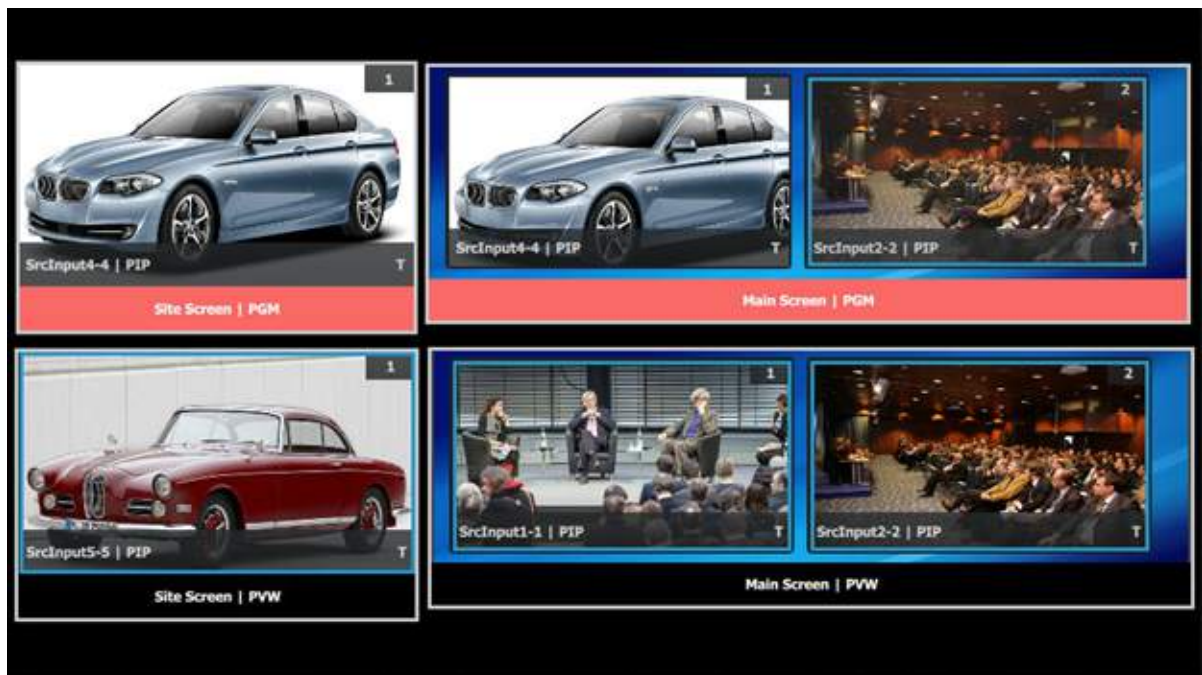 1
SrcInput4-4 | PIP
T
Site Screen | PGM
1
SrcInput4-4 | PIP
T
2
SrcInput2-2 | PIP
T
Main Screen | PGM
1
SrcInput5-5 | PIP
T
Site Screen | PVW
1
SrcInput1-1 | PIP
T
2
SrcInput2-2 | PIP
T
Main Screen | PVW